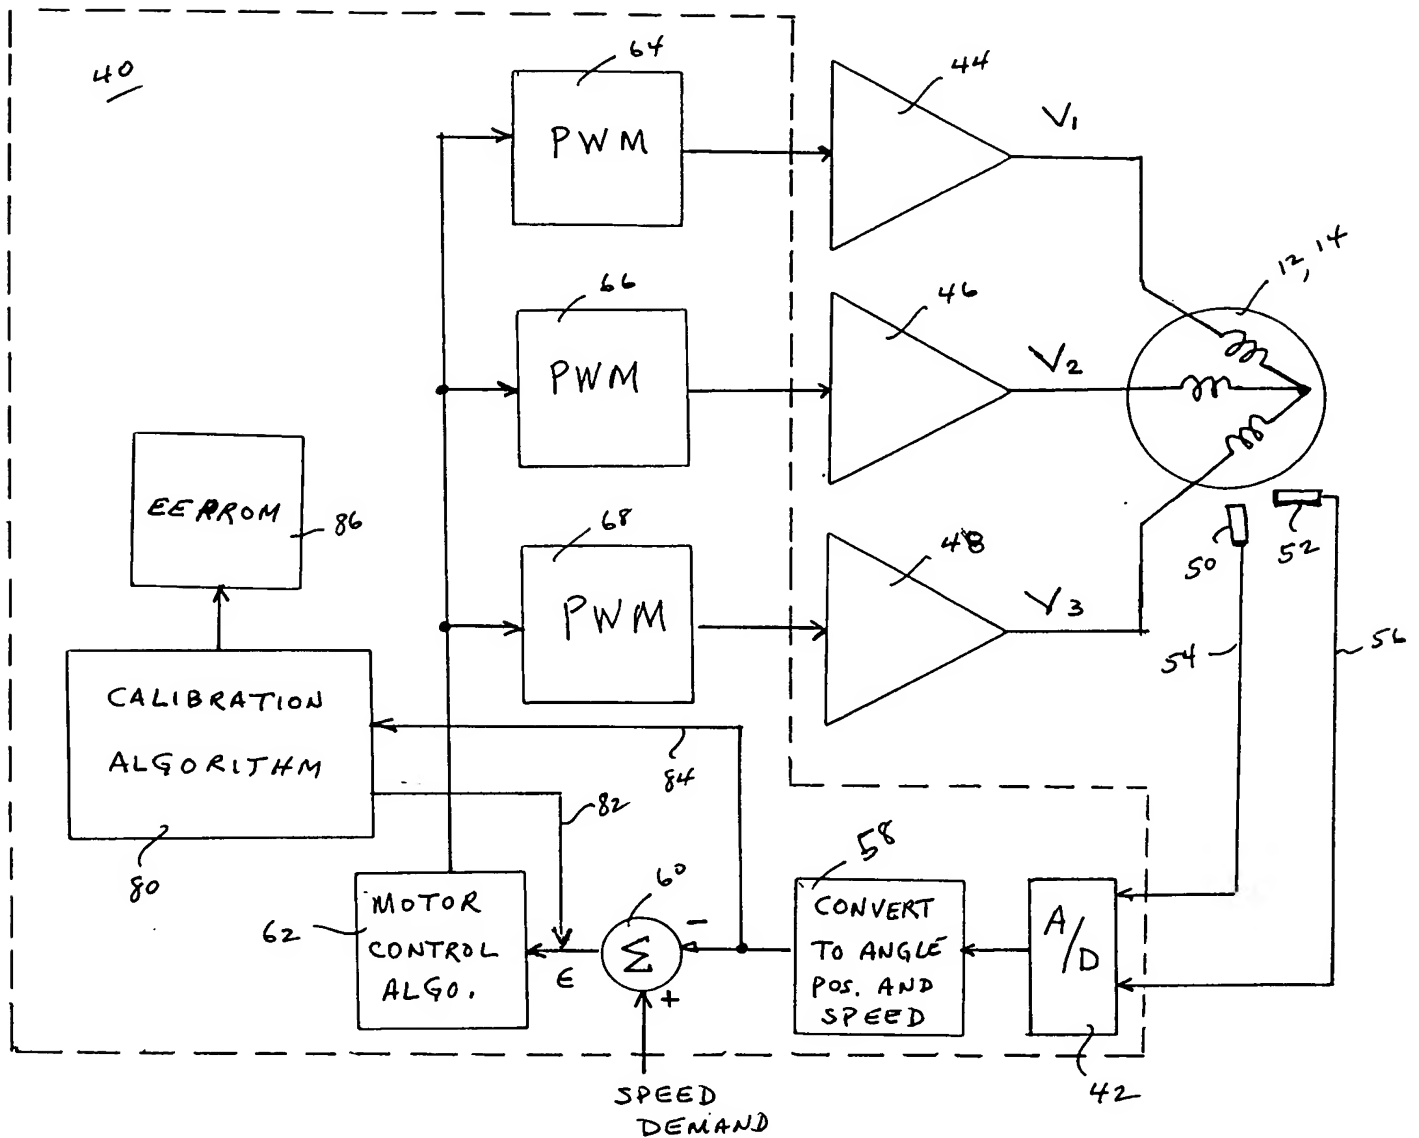 40
64
PWM
44
V1
12, 14
66
PWM
46
V2
EEPROM
86
68
PWM
48
V3
50
52
54
56
CALIBRATION
ALGORITHM
80
84
82
MOTOR
CONTROL
ALGO.
62
60
Σ
-
+
ε
58
CONVERT
TO ANGLE
POS. AND
SPEED
A/D
42
SPEED
DEMAND